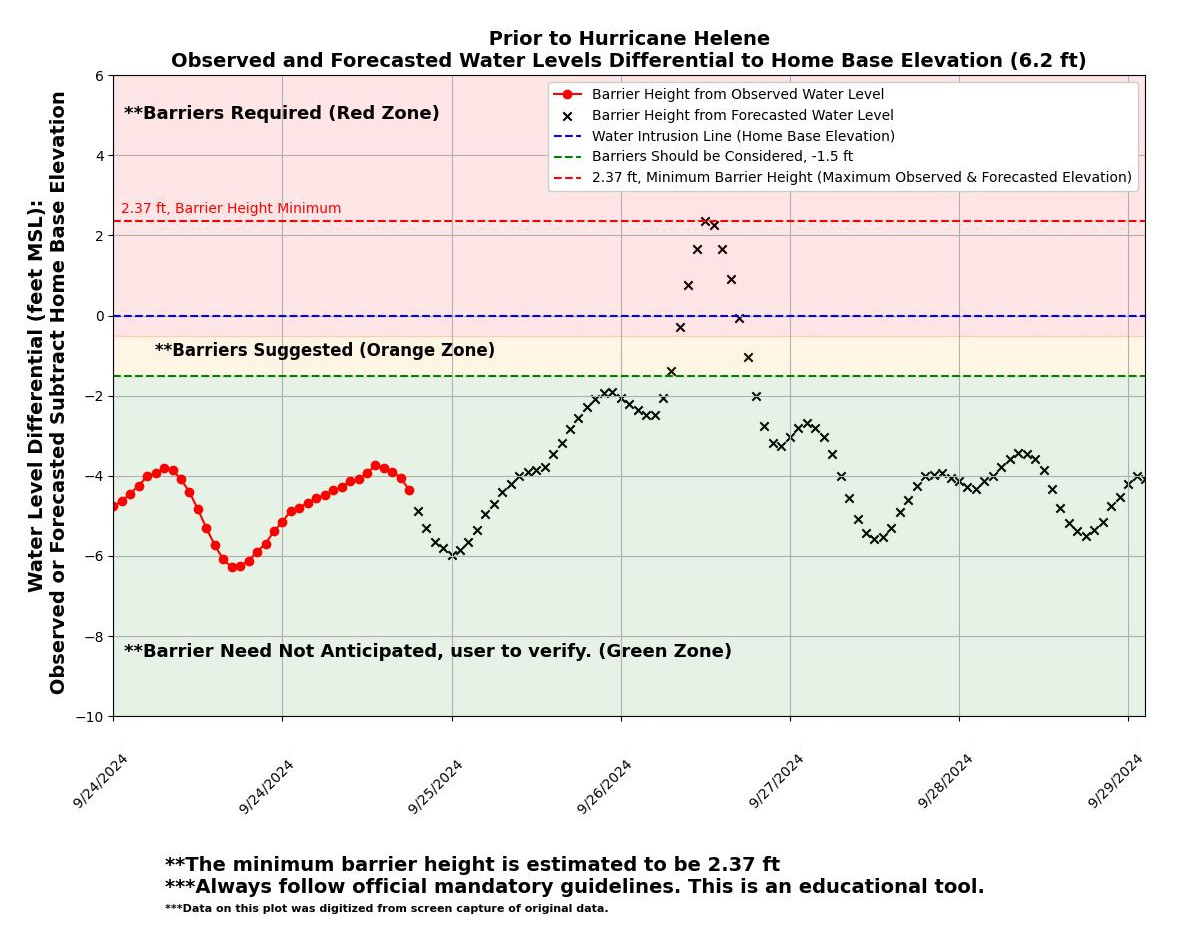 Prior to Hurricane Helene
Observed and Forecasted Water Levels Differential to Home Base Elevation (6.2 ft)
Water Level Differential (feet MSL):
Observed or Forecasted Subtract Home Base Elevation
6
4
2
0
−2
−4
−6
−8
−10
**Barriers Required (Red Zone)
Barrier Height from Observed Water Level
Barrier Height from Forecasted Water Level
Water Intrusion Line (Home Base Elevation)
Barriers Should be Considered, -1.5 ft
2.37 ft, Minimum Barrier Height (Maximum Observed & Forecasted Elevation)
2.37 ft, Barrier Height Minimum
**Barriers Suggested (Orange Zone)
**Barrier Need Not Anticipated, user to verify. (Green Zone)
9/24/2024
9/24/2024
9/25/2024
9/26/2024
9/27/2024
9/28/2024
9/29/2024
**The minimum barrier height is estimated to be 2.37 ft
***Always follow official mandatory guidelines. This is an educational tool.
***Data on this plot was digitized from screen capture of original data.